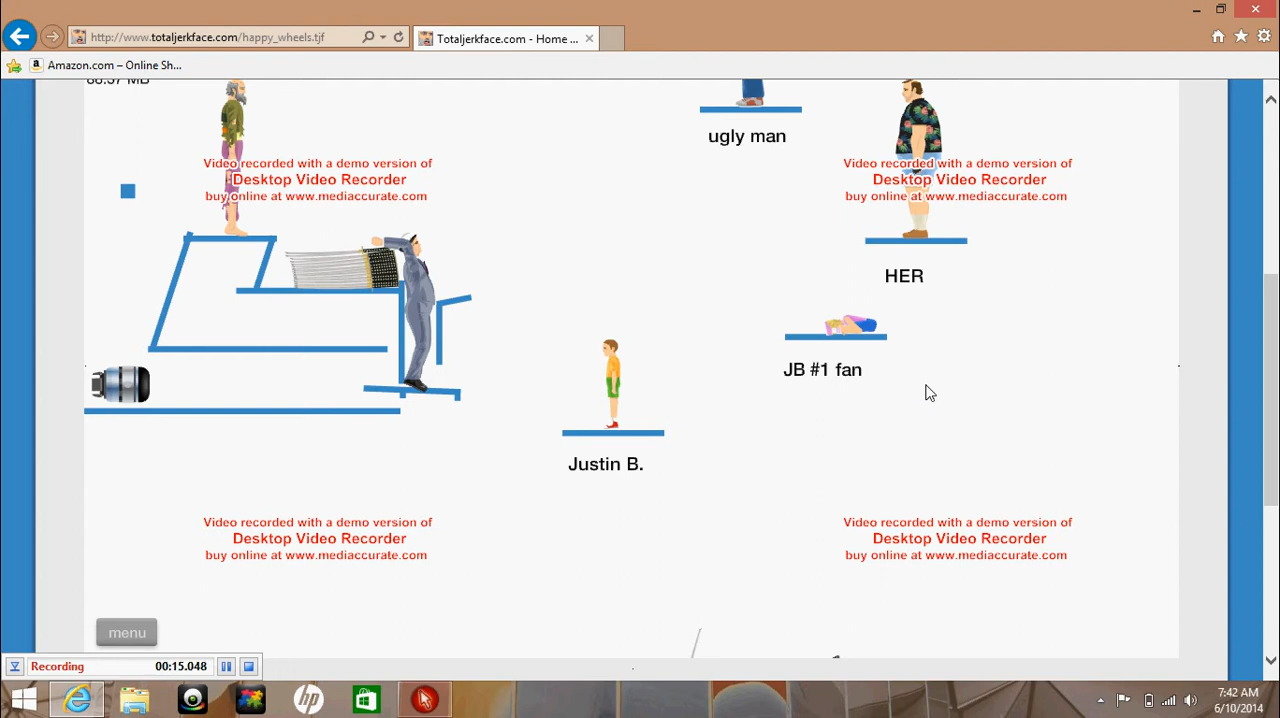 http://www.totaljerkface.com/happy_wheels.tjf
Totaljerkface.com - Home ...
Amazon.com – Online Sh...
88.57 MB
ugly man
Video recorded with a demo version of
Desktop Video Recorder
buy online at www.mediaccurate.com
Video recorded with a demo version of
Desktop Video Recorder
buy online at www.mediaccurate.com
HER
JB #1 fan
Justin B.
Video recorded with a demo version of
Desktop Video Recorder
buy online at www.mediaccurate.com
Video recorded with a demo version of
Desktop Video Recorder
buy online at www.mediaccurate.com
menu
Recording 00:15.048
7:42 AM
6/10/2014